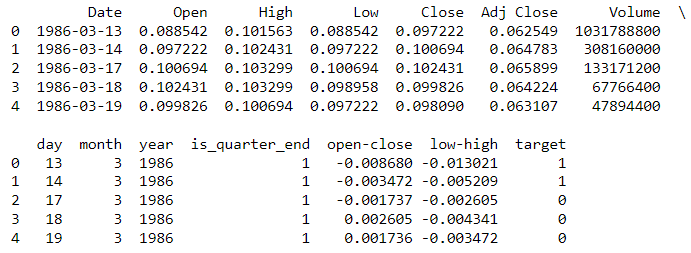 Date Open High Low Close Adj Close Volume \
0 1986-03-13 0.088542 0.101563 0.088542 0.097222 0.062549 1031788800
1 1986-03-14 0.097222 0.102431 0.097222 0.100694 0.064783 308160000
2 1986-03-17 0.100694 0.103299 0.100694 0.102431 0.065899 133171200
3 1986-03-18 0.102431 0.103299 0.098958 0.099826 0.064224 67766400
4 1986-03-19 0.099826 0.100694 0.097222 0.098090 0.063107 47894400
day month year is_quarter_end open-close low-high target
0 13 3 1986 1 -0.008680 -0.013021 1
1 14 3 1986 1 -0.003472 -0.005209 1
2 17 3 1986 1 -0.001737 -0.002605 0
3 18 3 1986 1 0.002605 -0.004341 0
4 19 3 1986 1 0.001736 -0.003472 0